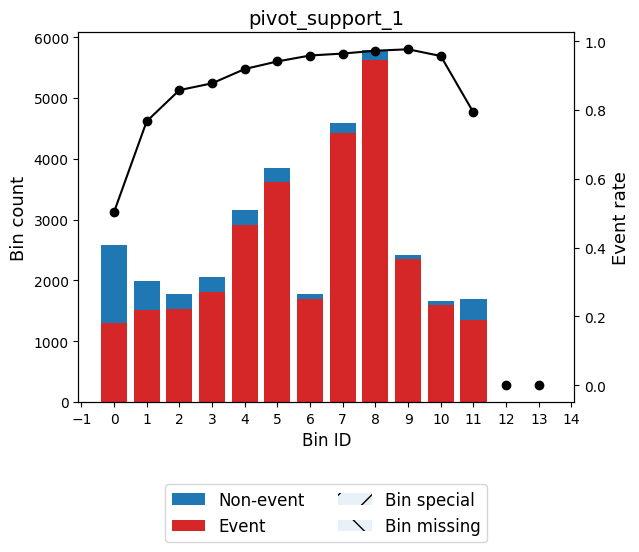 pivot_support_1
6000
5000
4000
3000
2000
1000
0
Bin count
1.0
0.8
0.6
0.4
0.2
0.0
Event rate
−1 0 1 2 3 4 5 6 7 8 9 10 11 12 13 14
Bin ID
Non-event Bin special
Event Bin missing